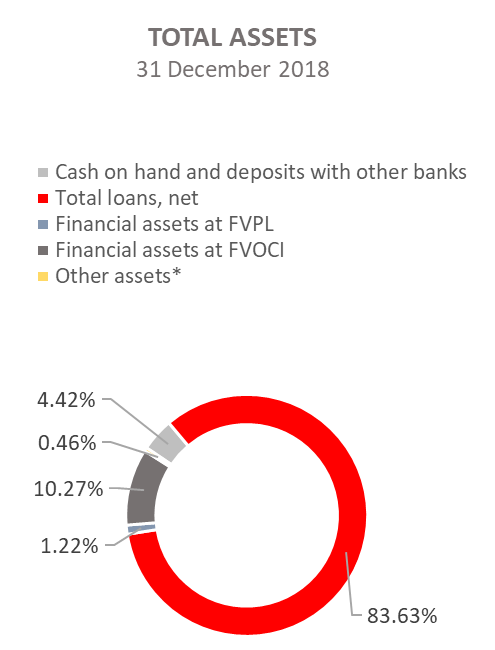 TOTAL ASSETS
31 December 2018
Cash on hand and deposits with other banks
Total loans, net
Financial assets at FVPL
Financial assets at FVOCI
Other assets*
4.42%
0.46%
10.27%
1.22%
83.63%